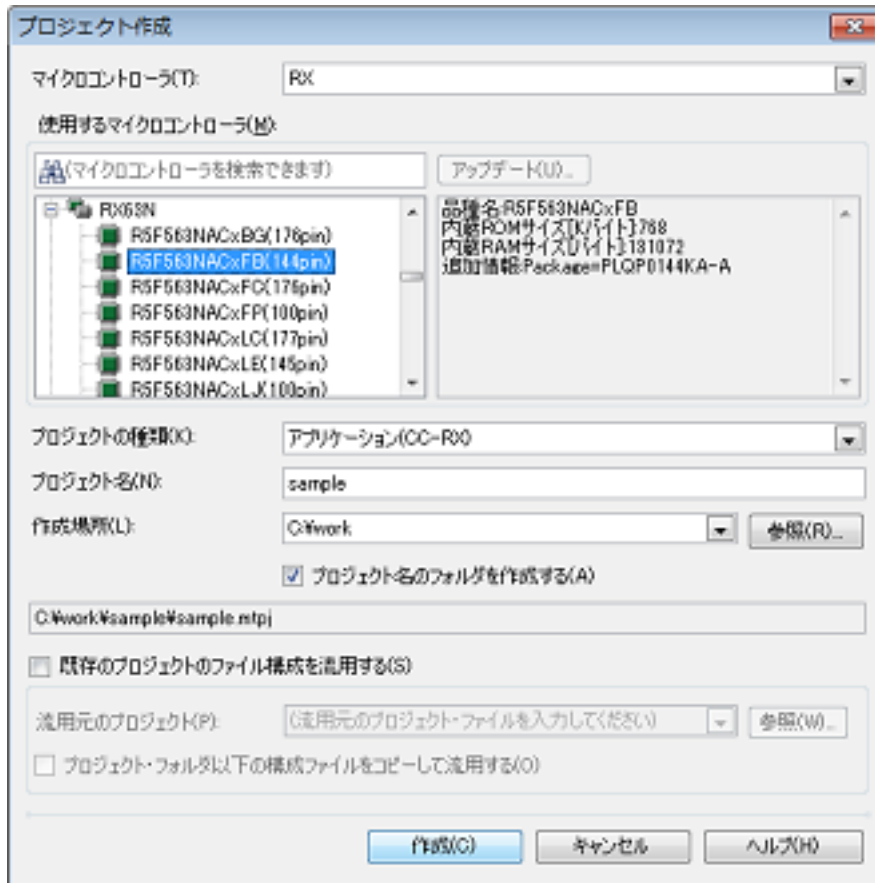 プロジェクト作成
マイクロコントローラ(T): RX
使用するマイクロコントローラ(M):
(マイクロコントローラを検索できます) アップデート(U)...
RX63N
R5F563NACxBG(176pin)
R5F563NACxFB(144pin)
R5F563NACxFC(176pin)
R5F563NACxFP(100pin)
R5F563NACxLC(177pin)
R5F563NACxLE(145pin)
R5F563NACxLJ(100pin)
品種名:R5F563NACxFB
内蔵ROMサイズ[Kバイト]:768
内蔵RAMサイズ[バイト]:131072
追加情報:Package=PLQP0144KA-A
プロジェクトの種類(K): アプリケーション(CC-RX)
プロジェクト名(N): sample
作成場所(L): C:¥work 参照(R)...
プロジェクト名のフォルダを作成する(A)
C:¥work¥sample¥sample.mtpj
既存のプロジェクトのファイル構成を流用する(S)
流用元のプロジェクト(P): (流用元のプロジェクト・ファイルを入力してください) 参照(W)...
プロジェクト・フォルダ以下の構成ファイルをコピーして流用する(O)
作成(C) キャンセル ヘルプ(H)